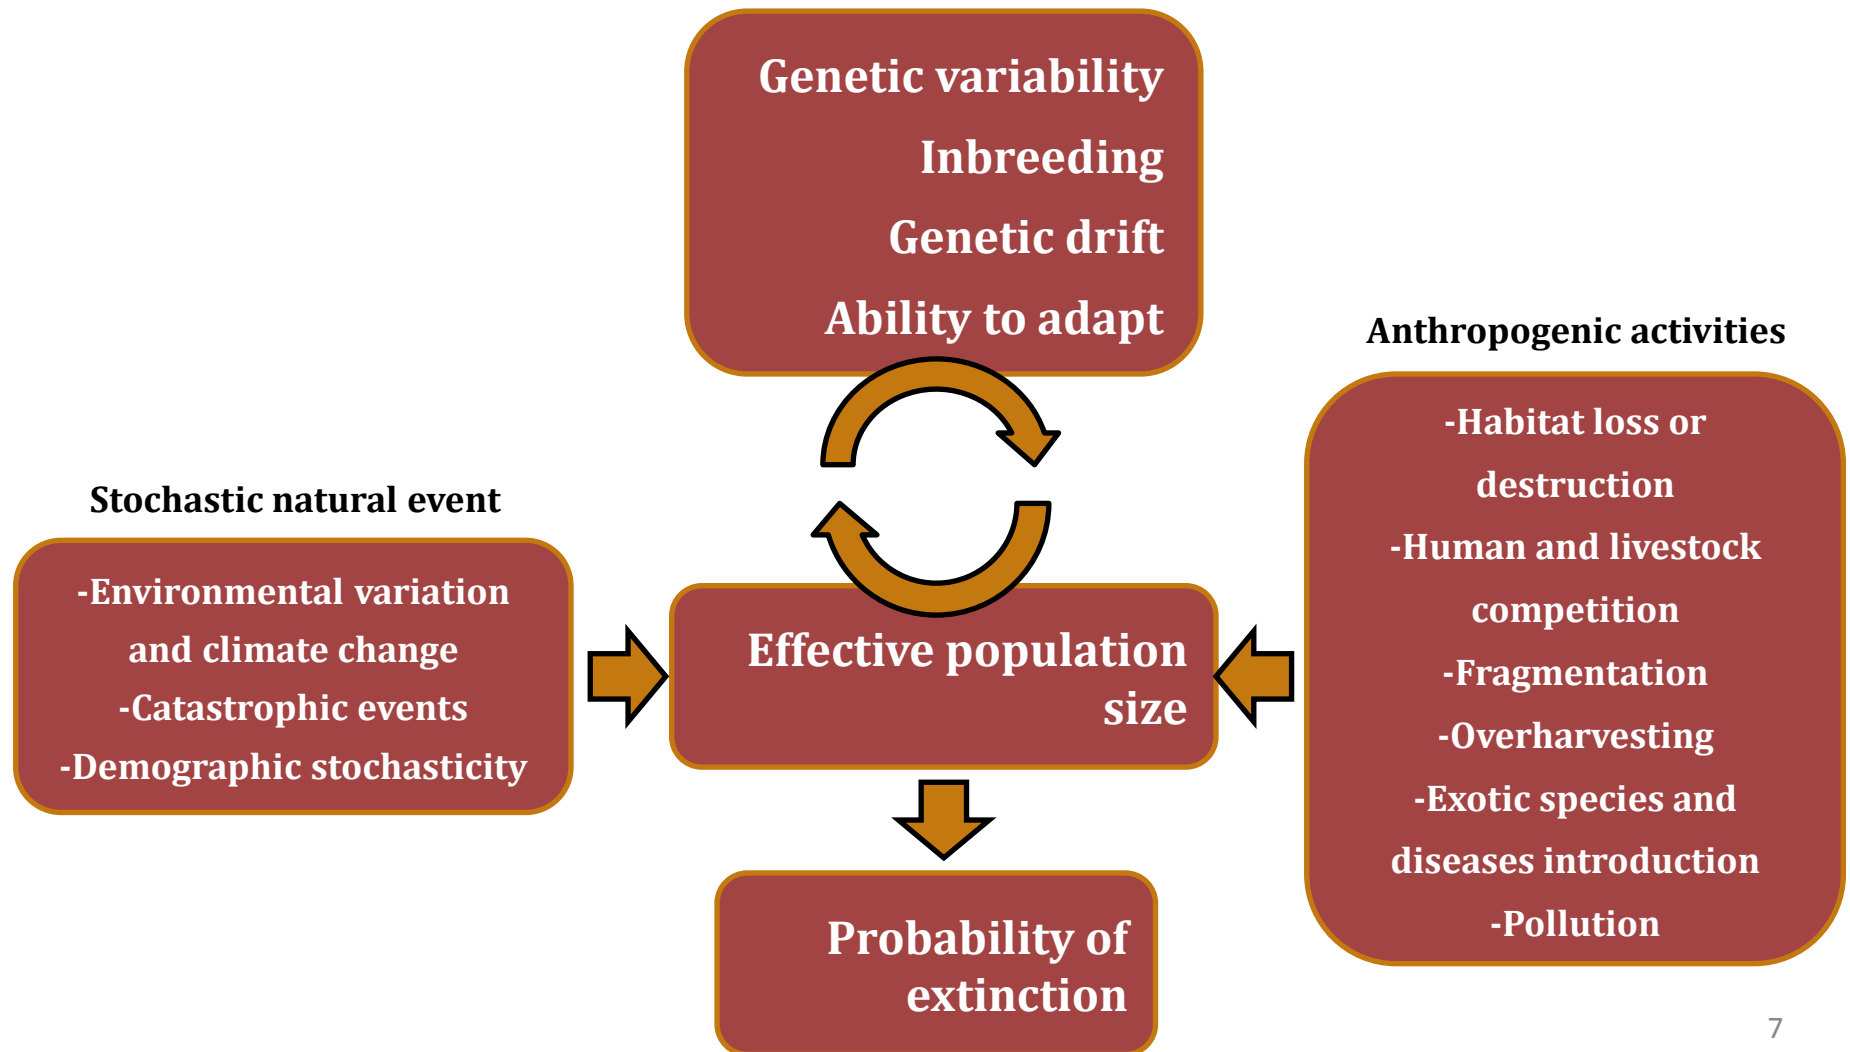 Genetic variability
Inbreeding
Genetic drift
Ability to adapt
Anthropogenic activities
-Habitat loss or
destruction
-Human and livestock
competition
-Fragmentation
-Overharvesting
-Exotic species and
diseases introduction
-Pollution
Stochastic natural event
-Environmental variation
and climate change
-Catastrophic events
-Demographic stochasticity
Effective population
size
Probability of
extinction
7